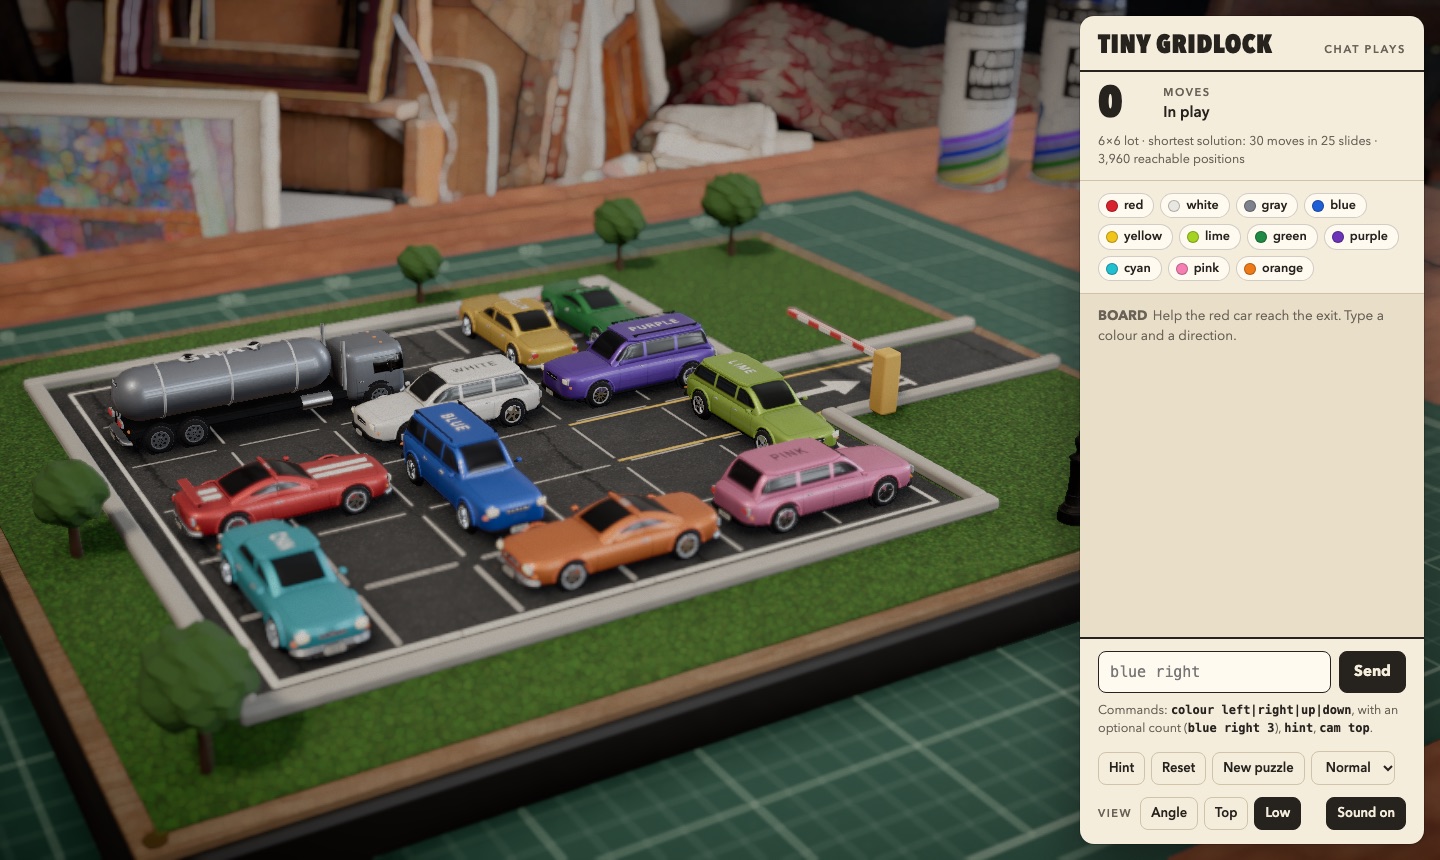 TINY GRIDLOCK
CHAT PLAYS
0
MOVES
In play
6×6 lot · shortest solution: 30 moves in 25 slides ·
3,960 reachable positions
red
white
gray
blue
yellow
lime
green
purple
cyan
pink
orange
BOARD Help the red car reach the exit. Type a
colour and a direction.
blue right
Send
Commands: colour left|right|up|down, with an
optional count (blue right 3), hint, cam top.
Hint
Reset
New puzzle
Normal
VIEW
Angle
Top
Low
Sound on
GRAY
WHITE
PURPLE
LIME
BLUE
PINK